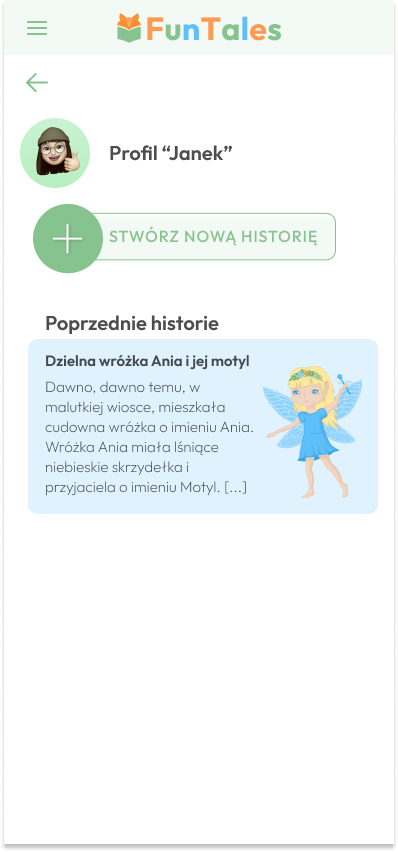 FunTales
Profil “Janek”
STWÓRZ NOWĄ HISTORIĘ
Poprzednie historie
Dzielna wróżka Ania i jej motyl
Dawno, dawno temu, w
malutkiej wiosce, mieszkała
cudowna wróżka o imieniu Ania.
Wróżka Ania miała lśniące
niebieskie skrzydełka i
przyjaciela o imieniu Motyl. [...]